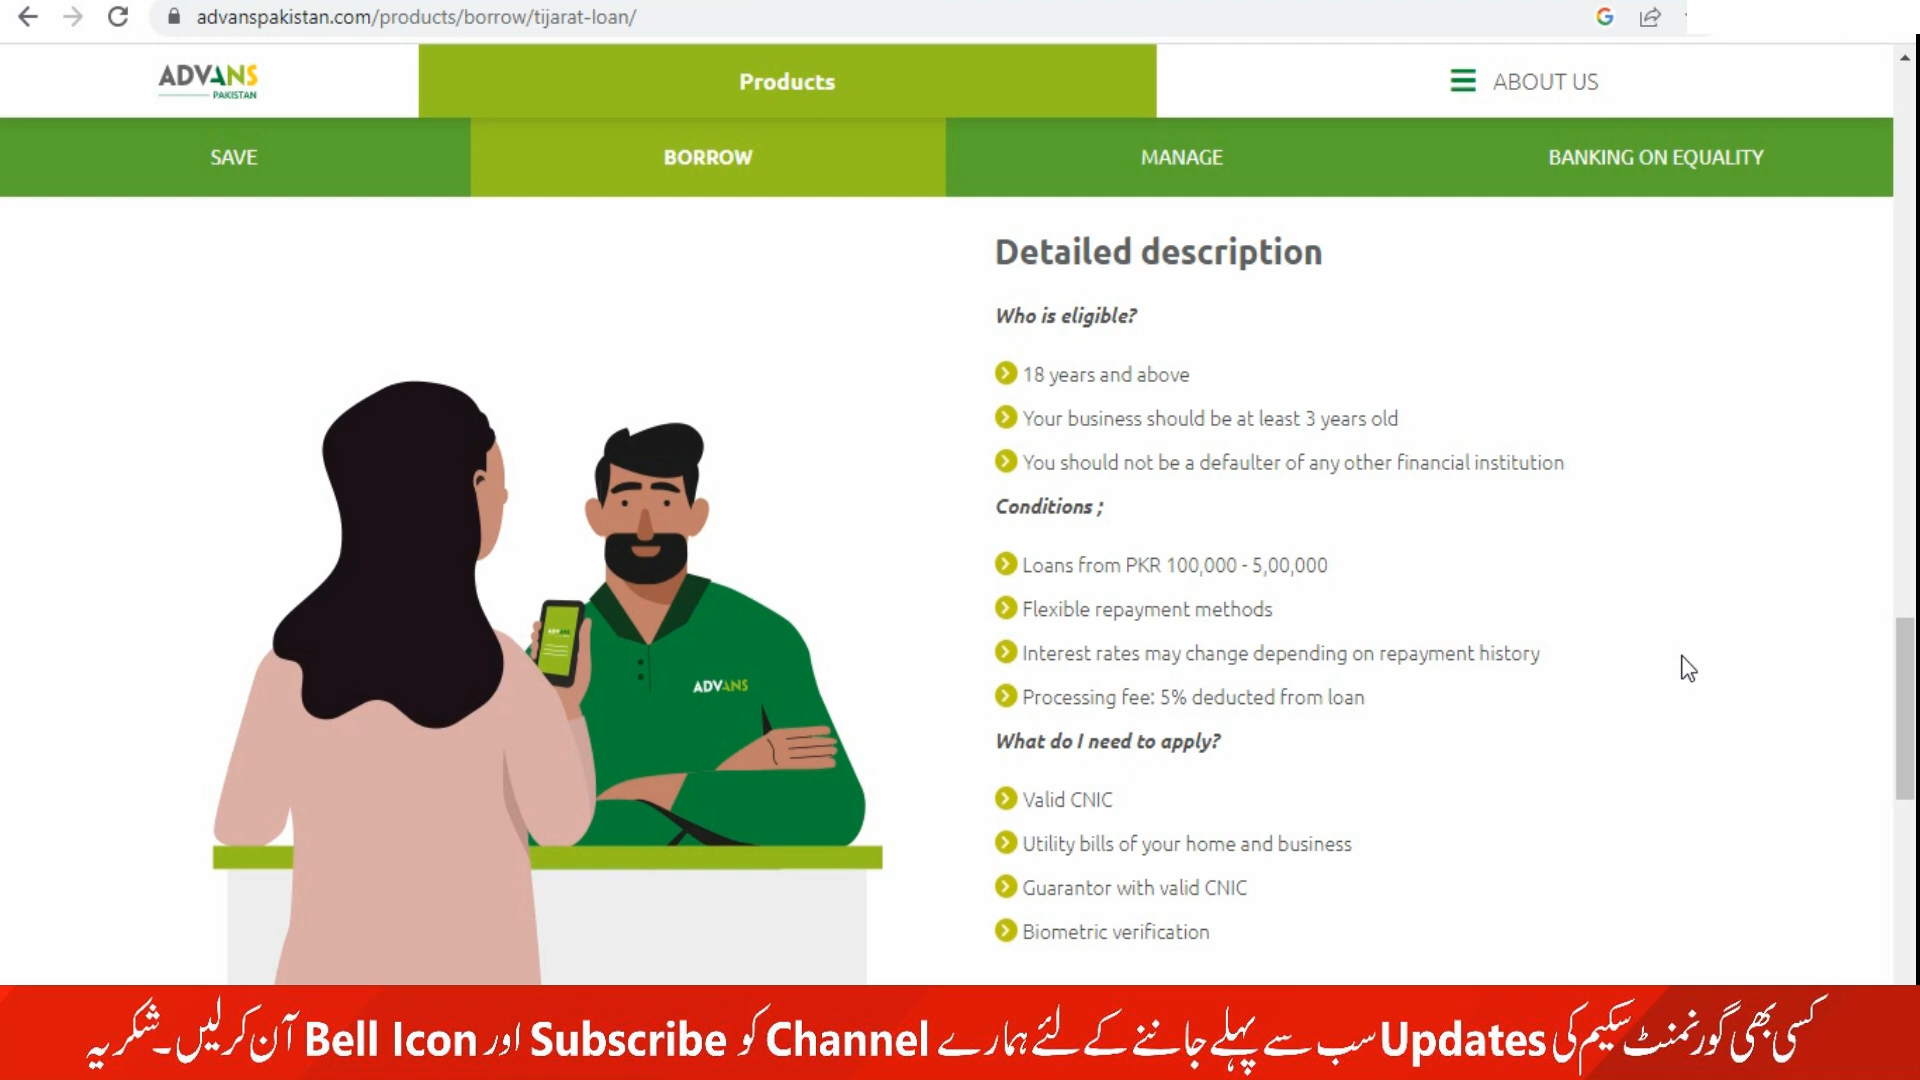 advanspakistan.com/products/borrow/tijarat-loan/
ADVANS
PAKISTAN
Products
ABOUT US
SAVE
BORROW
MANAGE
BANKING ON EQUALITY
Detailed description
Who is eligible?
18 years and above
Your business should be at least 3 years old
You should not be a defaulter of any other financial institution
Conditions ;
Loans from PKR 100,000 - 5,00,000
Flexible repayment methods
Interest rates may change depending on repayment history
Processing fee: 5% deducted from loan
What do I need to apply?
Valid CNIC
Utility bills of your home and business
Guarantor with valid CNIC
Biometric verification
ADVANS
ADVANS
کسی بھی گورنمنٹ سکیم کی Updates سب سے پہلے جاننے کے لئے ہمارے Channel کو Subscribe اور Bell Icon آن کر لیں۔ شکریہ